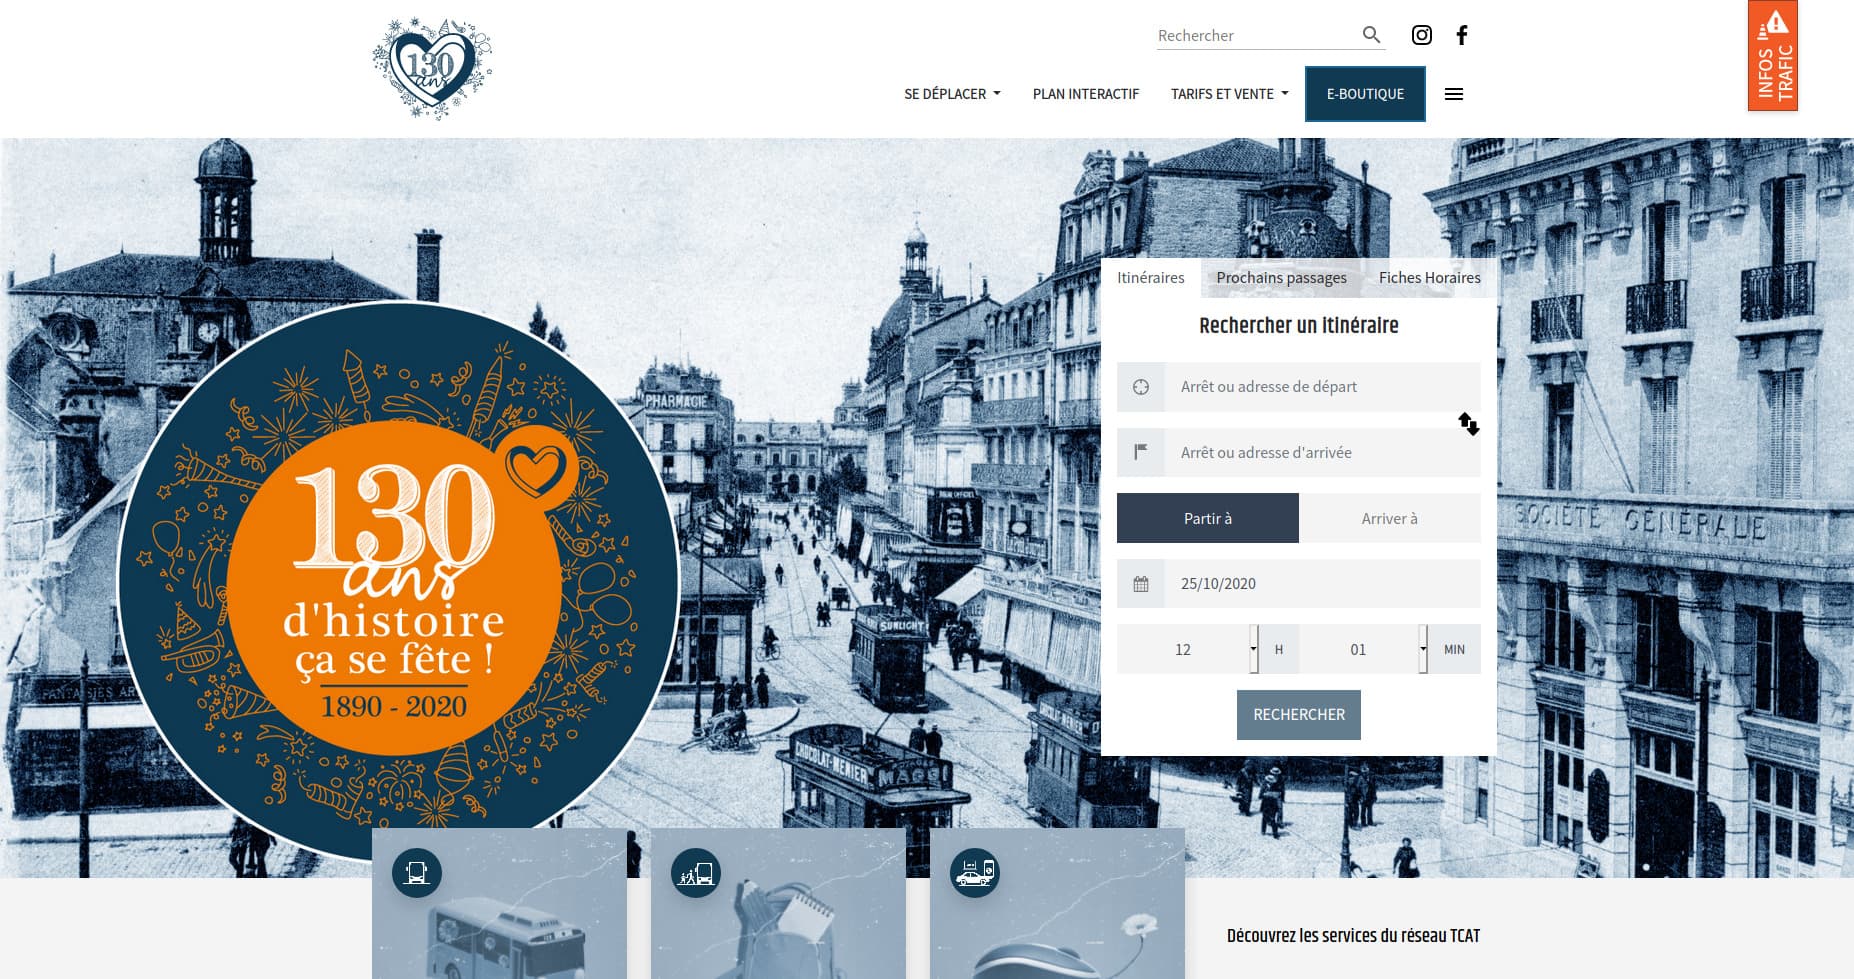 130
ans
Rechercher
SE DÉPLACER
PLAN INTERACTIF
TARIFS ET VENTE
E-BOUTIQUE
INFOS
TRAFIC
Itinéraires
Prochains passages
Fiches Horaires
Rechercher un itinéraire
Arrêt ou adresse de départ
Arrêt ou adresse d'arrivée
Partir à
Arriver à
25/10/2020
12
H
01
MIN
RECHERCHER
PHARMACIE
SOCIÉTÉ GÉNÉRALE
130
ans
d'histoire
ça se fête !
1890 - 2020
SUNLIGHT
CHOCOLAT-MENIER
MAGGI
Découvrez les services du réseau TCAT